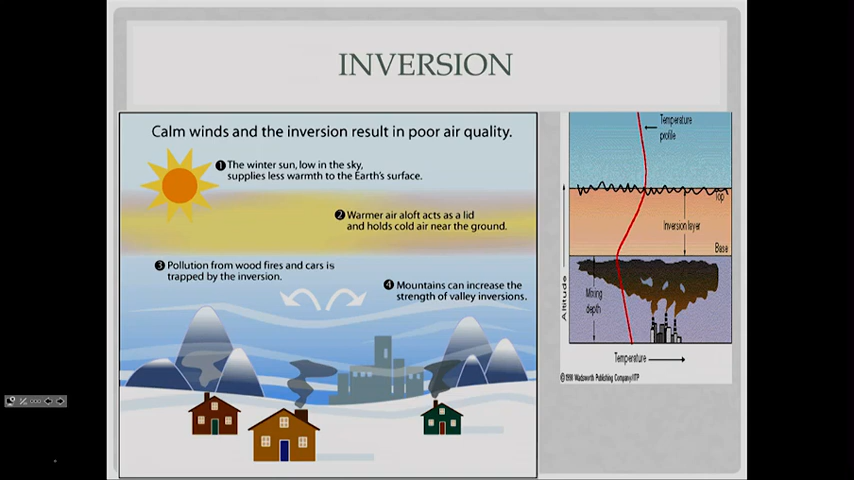 INVERSION
Calm winds and the inversion result in poor air quality.
1 The winter sun, low in the sky,
supplies less warmth to the Earth's surface.
2 Warmer air aloft acts as a lid
and holds cold air near the ground.
3 Pollution from wood fires and cars is
trapped by the inversion.
4 Mountains can increase the
strength of valley inversions.
Temperature
profile
Top
Inversion layer
Base
Mixing
depth
Altitude
Temperature
© 1998 Wadsworth Publishing Company/ITP